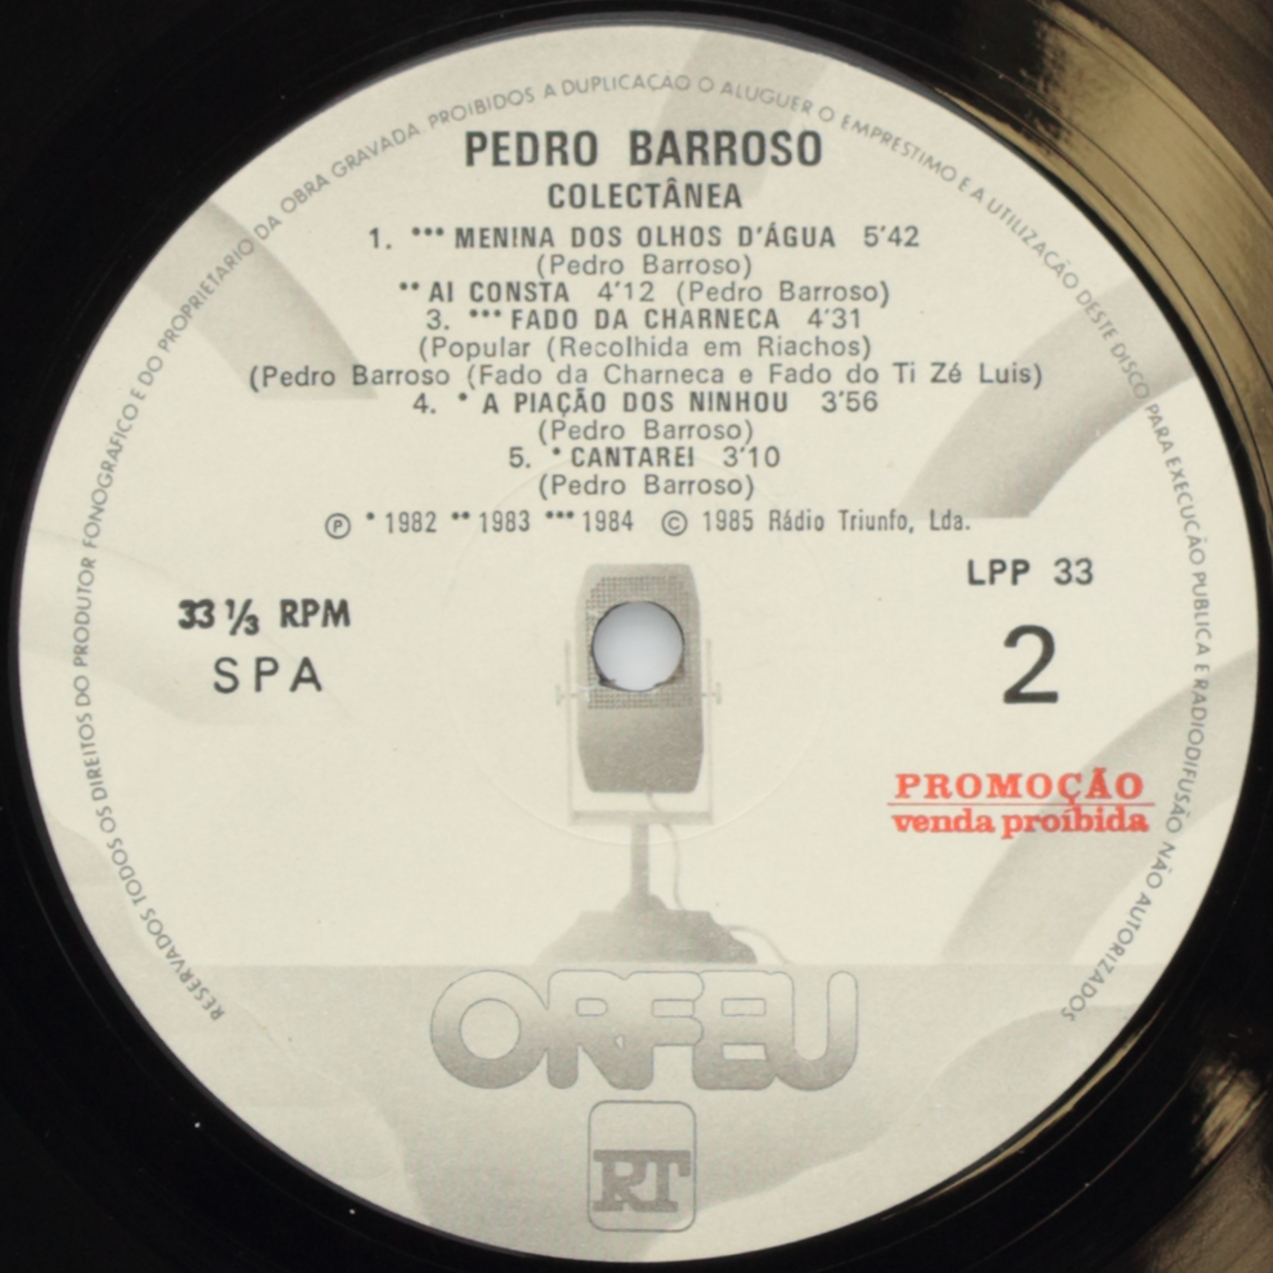 RESERVADOS TODOS OS DIREITOS DO PRODUTOR FONOGRAFICO E DO PROPRIETARIO DA OBRA GRAVADA. PROIBIDOS A DUPLICAÇÃO O ALUGUER O EMPRESTIMO E A UTILIZAÇÃO DESTE DISCO PARA EXECUÇÃO PUBLICA E RADIODIFUSÃO NÃO AUTORIZADOS
PEDRO BARROSO
COLECTÂNEA
1. *** MENINA DOS OLHOS D'ÁGUA 5'42
(Pedro Barroso)
** AI CONSTA 4'12 (Pedro Barroso)
3. *** FADO DA CHARNECA 4'31
(Popular (Recolhida em Riachos)
(Pedro Barroso (Fado da Charneca e Fado do Ti Zé Luis)
4. * A PIAÇÃO DOS NINHOU 3'56
(Pedro Barroso)
5. * CANTAREI 3'10
(Pedro Barroso)
Ⓟ * 1982 ** 1983 *** 1984 © 1985 Rádio Triunfo, Lda.
LPP 33
33 1/3 RPM
SPA
2
PROMOÇÃO
venda proíbida
ORFEU
RT